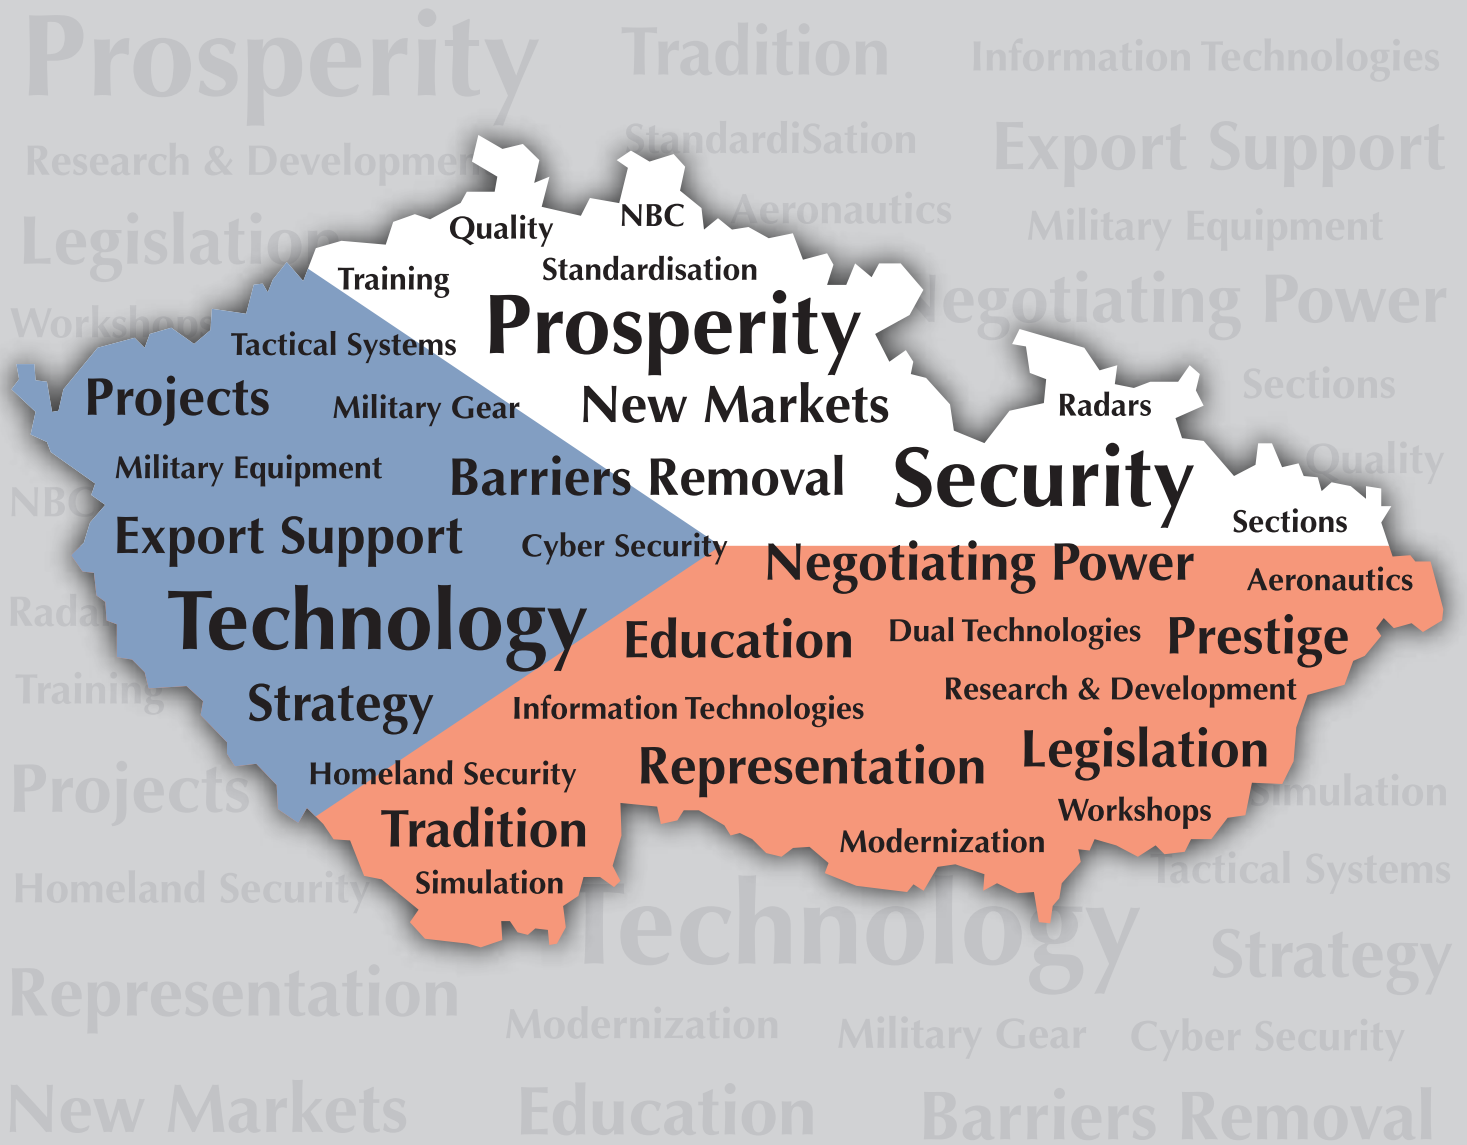 Prosperity
Tradition
Information Technologies
Research & Developmen
StandardiSation
Export Support
Legislation
Aeronautics
Military Equipment
Workshops
Negotiating Power
Sections
Quality
NBC
Radar
Training
Projects
Simulation
Homeland Security
Tactical Systems
Technology
Strategy
Representation
Modernization
Military Gear
Cyber Security
New Markets
Education
Barriers Removal
Quality
NBC
Training
Standardisation
Prosperity
Tactical Systems
Projects
Military Gear
New Markets
Radars
Military Equipment
Barriers Removal
Security
Sections
Export Support
Cyber Security
Negotiating Power
Aeronautics
Technology
Education
Dual Technologies
Prestige
Strategy
Information Technologies
Research & Development
Homeland Security
Representation
Legislation
Tradition
Modernization
Workshops
Simulation